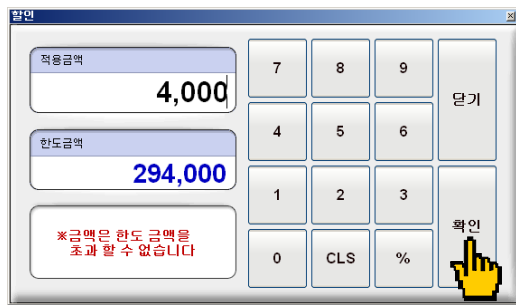 할인
적용금액
4,000
한도금액
294,000
※금액은 한도 금액을
초과 할 수 없습니다
7 8 9 닫기
4 5 6
1 2 3 확인
0 CLS %